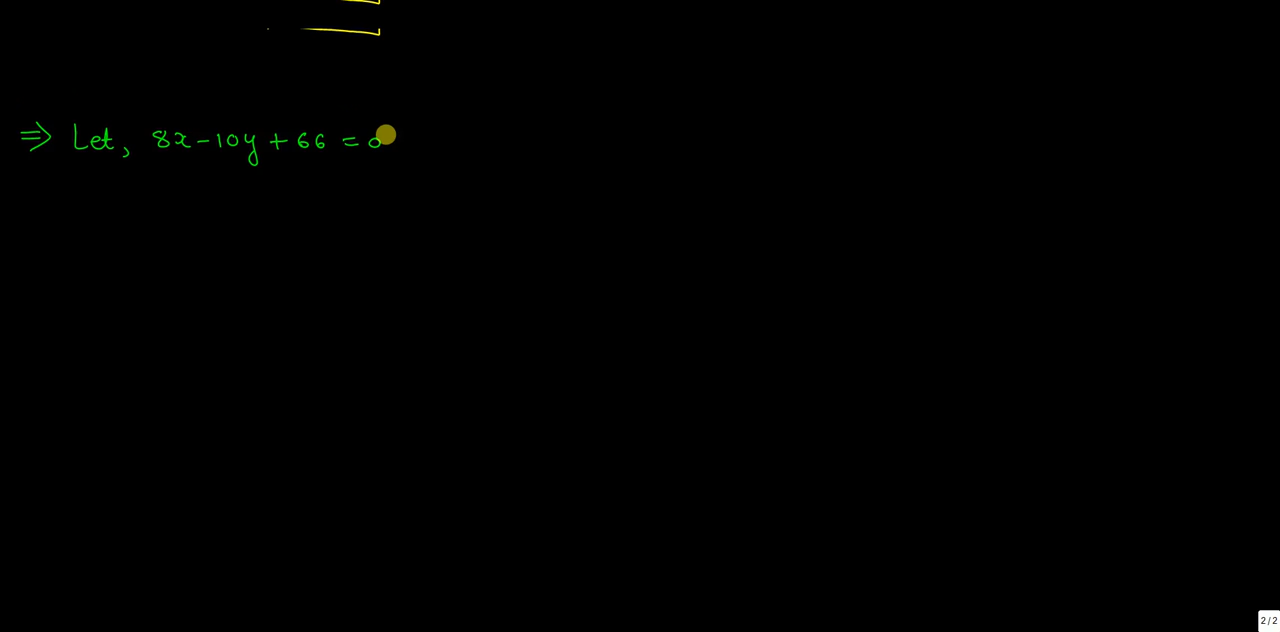 ⇒ Let, 8x - 10y + 66 = 0
2 / 2